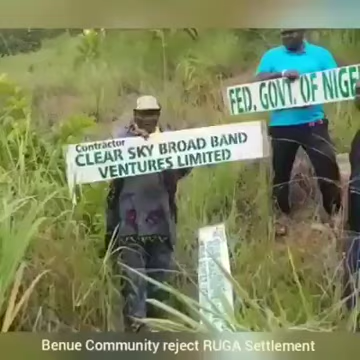 FED. GOVT. OF NIGE
Contractor
CLEAR SKY BROAD BAND
VENTURES LIMITED
Benue Community reject RUGA Settlement